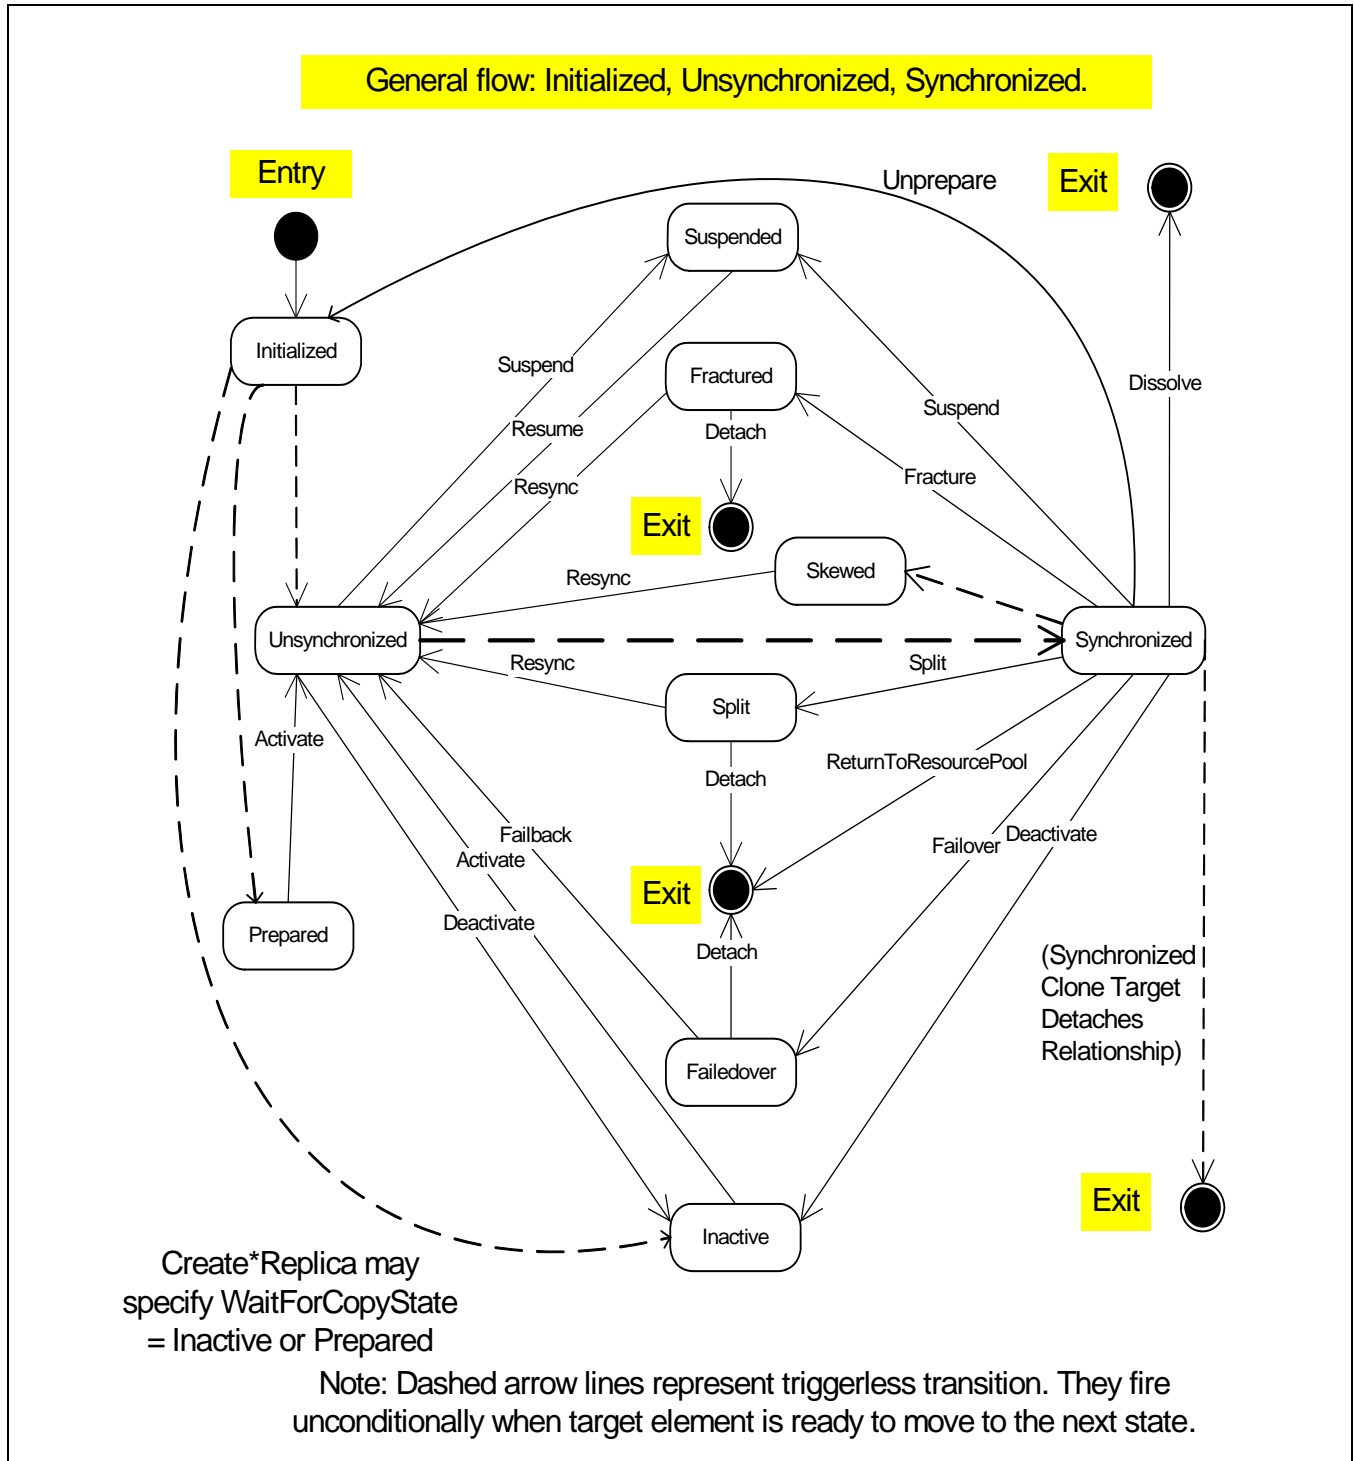 General flow: Initialized, Unsynchronized, Synchronized.
Entry
Unprepare
Exit
Suspended
Initialized
Suspend
Fractured
Dissolve
Suspend
Resume
Detach
Fracture
Resync
Exit
Skewed
Resync
Unsynchronized
Synchronized
Resync
Split
Split
Activate
Detach
ReturnToResourcePool
Failback
Activate
Failover
Deactivate
Exit
Deactivate
Prepared
Detach
(Synchronized
Clone Target
Detaches
Relationship)
Failedover
Exit
Inactive
Create*Replica may
specify WaitForCopyState
= Inactive or Prepared
Note: Dashed arrow lines represent triggerless transition. They fire
unconditionally when target element is ready to move to the next state.